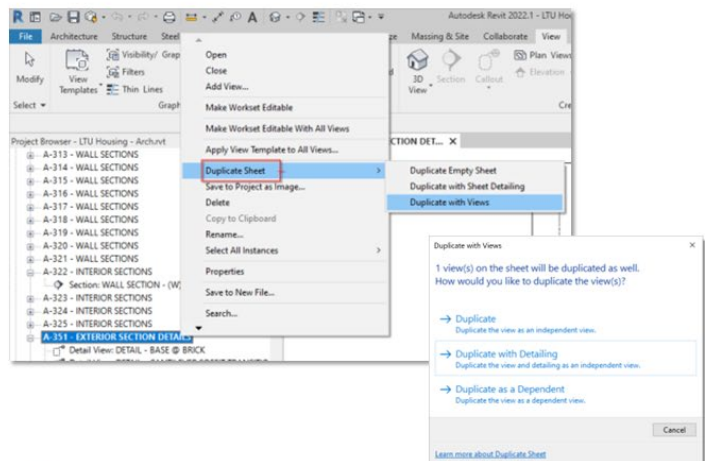 Autodesk Revit 2022.1 - LTU Hou
File Architecture Structure Steel ze Massing & Site Collaborate View
Modify
View
Templates
Visibility/ Grap
Filters
Thin Lines
3D
View
Section
Callout
Plan Views
Elevation
Select
Graph
Cre
Project Browser - LTU Housing - Arch.rvt
CTION DET... X
A-313 - WALL SECTIONS
A-314 - WALL SECTIONS
A-315 - WALL SECTIONS
A-316 - WALL SECTIONS
A-317 - WALL SECTIONS
A-318 - WALL SECTIONS
A-319 - WALL SECTIONS
A-320 - WALL SECTIONS
A-321 - WALL SECTIONS
A-322 - INTERIOR SECTIONS
Section: WALL SECTION - (W)
A-323 - INTERIOR SECTIONS
A-324 - INTERIOR SECTIONS
A-325 - INTERIOR SECTIONS
A-351 - EXTERIOR SECTION DETAILS
Detail View: DETAIL - BASE @ BRICK
Open
Close
Add View...
Make Workset Editable
Make Workset Editable With All Views
Apply View Template to All Views...
Duplicate Sheet
Save to Project as Image...
Delete
Copy to Clipboard
Rename...
Select All Instances
Properties
Save to New File...
Search...
Duplicate Empty Sheet
Duplicate with Sheet Detailing
Duplicate with Views
Duplicate with Views
1 view(s) on the sheet will be duplicated as well.
How would you like to duplicate the view(s)?
Duplicate
Duplicate the view as an independent view.
Duplicate with Detailing
Duplicate the view and detailing as an independent view.
Duplicate as a Dependent
Duplicate the view as a dependent view.
Cancel
Learn more about Duplicate Sheet